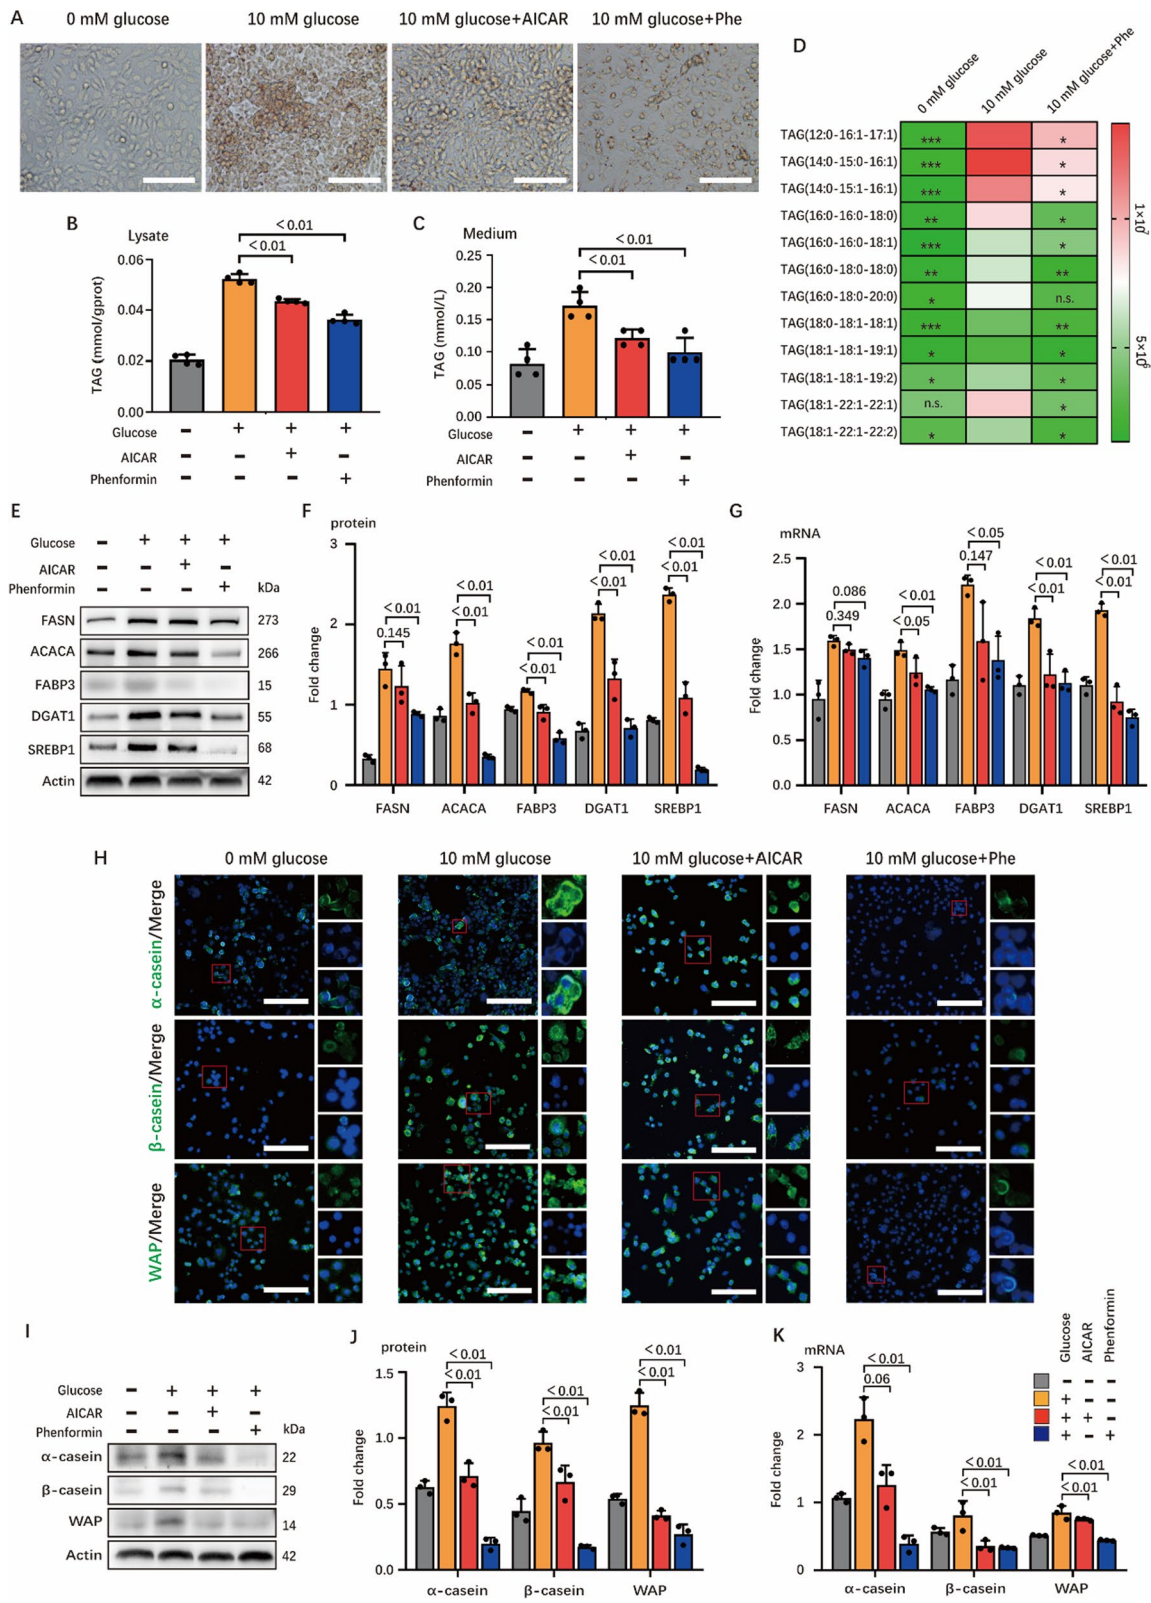 A
0 mM glucose
10 mM glucose
10 mM glucose+AICAR
10 mM glucose+Phe
B
Lysate
TAG (mmol/gprot)
0.06
0.04
0.02
0.00
< 0.01
< 0.01
Glucose − + + +
AICAR − − + −
Phenformin − − − +
C
Medium
TAG (mmol/L)
0.25
0.20
0.15
0.10
0.05
0.00
< 0.01
< 0.01
Glucose − + + +
AICAR − − + −
Phenformin − − − +
D
0 mM glucose
10 mM glucose
10 mM glucose+Phe
TAG(12:0-16:1-17:1) *** *
TAG(14:0-15:0-16:1) *** *
TAG(14:0-15:1-16:1) *** *
TAG(16:0-16:0-18:0) ** *
TAG(16:0-16:0-18:1) *** *
TAG(16:0-18:0-18:0) ** **
TAG(16:0-18:0-20:0) * n.s.
TAG(18:0-18:1-18:1) *** **
TAG(18:1-18:1-19:1) * *
TAG(18:1-18:1-19:2) * *
TAG(18:1-22:1-22:1) n.s. *
TAG(18:1-22:1-22:2) * *
1×10⁷
5×10⁶
E
Glucose − + + +
AICAR − − + −
Phenformin − − − + kDa
FASN 273
ACACA 266
FABP3 15
DGAT1 55
SREBP1 68
Actin 42
F
protein
Fold change
3
2
1
0
< 0.01
0.145
< 0.01
< 0.01
< 0.01
< 0.01
< 0.01
< 0.01
< 0.01
< 0.01
FASN ACACA FABP3 DGAT1 SREBP1
G
mRNA
Fold change
2.5
2.0
1.5
1.0
0.5
0.0
0.086
0.349
< 0.01
< 0.05
< 0.05
0.147
< 0.01
< 0.01
< 0.01
< 0.01
FASN ACACA FABP3 DGAT1 SREBP1
H
0 mM glucose
10 mM glucose
10 mM glucose+AICAR
10 mM glucose+Phe
α-casein/Merge
β-casein/Merge
WAP/Merge
I
Glucose − + + +
AICAR − − + −
Phenformin − − − + kDa
α-casein 22
β-casein 29
WAP 14
Actin 42
J
protein
Fold change
1.5
1.0
0.5
0.0
< 0.01
< 0.01
< 0.01
< 0.01
< 0.01
< 0.01
α-casein β-casein WAP
K
mRNA
Fold change
3
2
1
0
< 0.01
0.06
< 0.01
< 0.01
< 0.01
< 0.01
α-casein β-casein WAP
Glucose AICAR Phenformin
− − −
+ − −
+ + −
+ − +